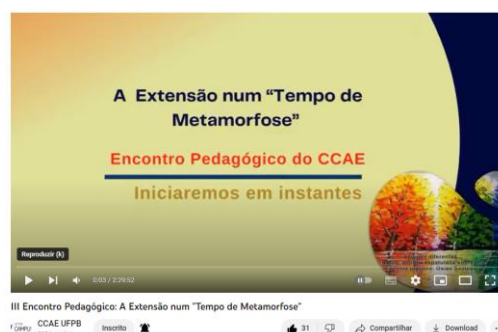 A Extensão num “Tempo de
Metamorfose”
Encontro Pedagógico do CCAE
Iniciaremos em instantes
Reproduzir (k)
0:03 / 2:29:52
III Encontro Pedagógico: A Extensão num "Tempo de Metamorfose"
CCAE UFPB
Inscrito
31
Compartilhar
Download